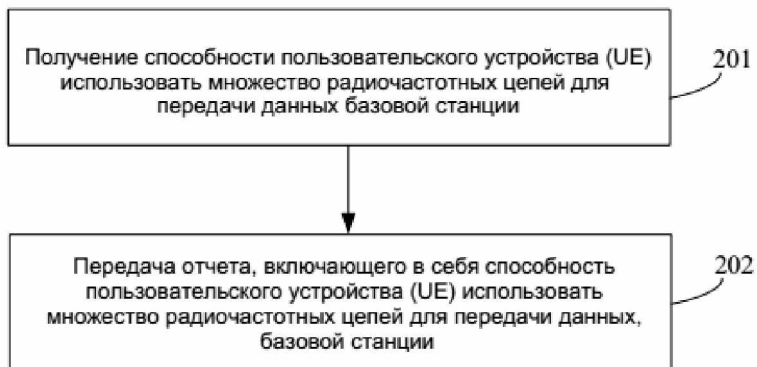 Получение способности пользовательского устройства (UE)
использовать множество радиочастотных цепей для
передачи данных базовой станции
201
Передача отчета, включающего в себя способность
пользовательского устройства (UE) использовать
множество радиочастотных цепей для передачи данных,
базовой станции
202